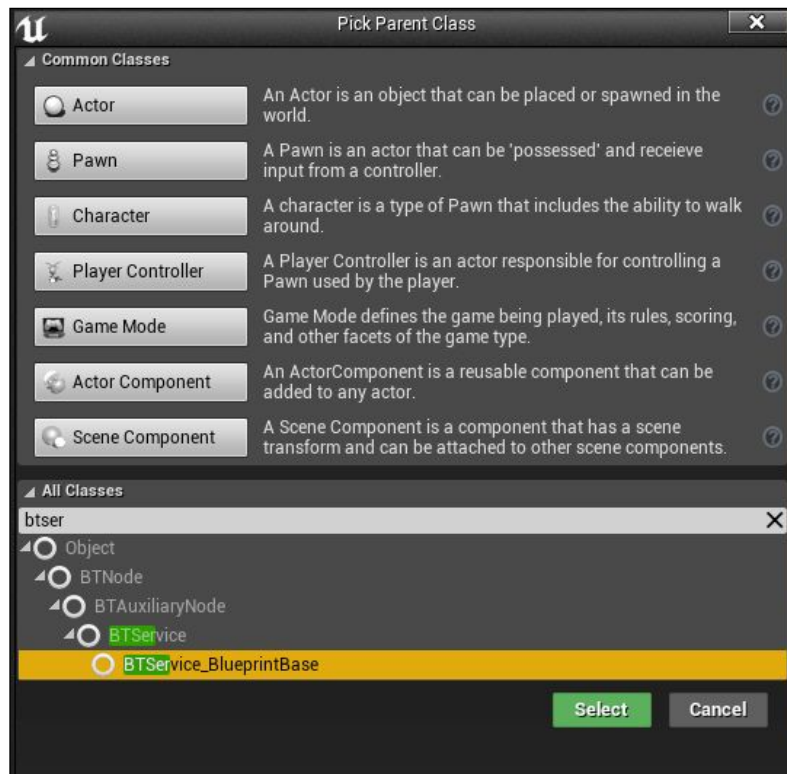 Pick Parent Class
Common Classes
Actor
An Actor is an object that can be placed or spawned in the
world.
Pawn
A Pawn is an actor that can be 'possessed' and receieve
input from a controller.
Character
A character is a type of Pawn that includes the ability to walk
around.
Player Controller
A Player Controller is an actor responsible for controlling a
Pawn used by the player.
Game Mode
Game Mode defines the game being played, its rules, scoring,
and other facets of the game type.
Actor Component
An ActorComponent is a reusable component that can be
added to any actor.
Scene Component
A Scene Component is a component that has a scene
transform and can be attached to other scene components.
All Classes
btser
Object
BTNode
BTAuxiliaryNode
BTService
BTService_BlueprintBase
Select Cancel